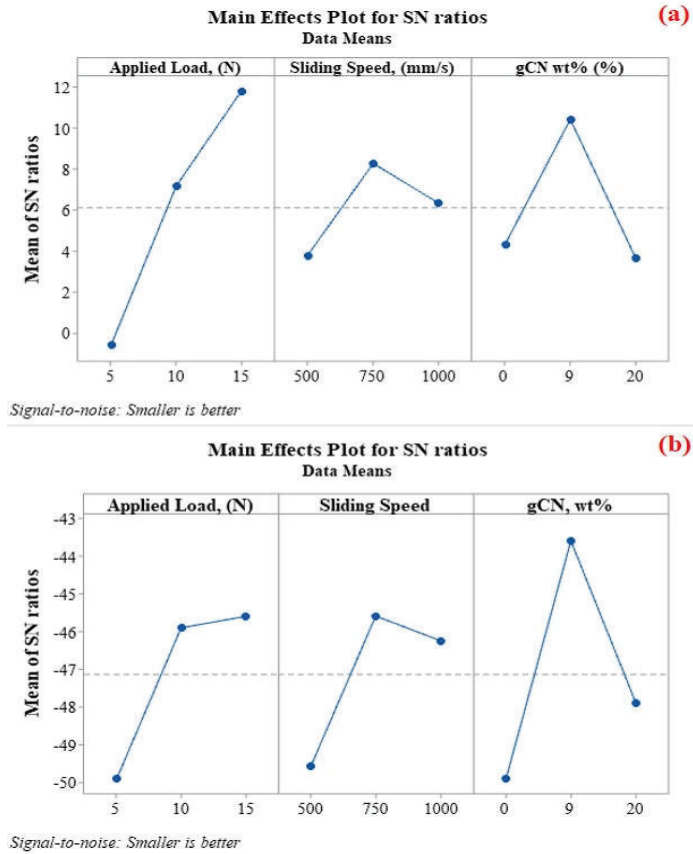 Main Effects Plot for SN ratios
(a)
Data Means
Applied Load, (N) Sliding Speed, (mm/s) gCN wt% (%)
Mean of SN ratios
12
10
8
6
4
2
0
5 10 15 500 750 1000 0 9 20
Signal-to-noise: Smaller is better
Main Effects Plot for SN ratios
(b)
Data Means
Applied Load, (N) Sliding Speed gCN, wt%
Mean of SN ratios
-43
-44
-45
-46
-47
-48
-49
-50
5 10 15 500 750 1000 0 9 20
Signal-to-noise: Smaller is better